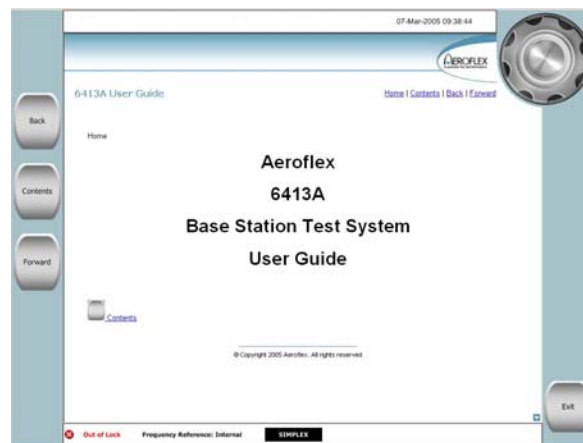 07-Mar-2005 09:38:44
AEROFLEX
6413A User Guide
Home | Contents | Back | Forward
Back
Home
Aeroflex
6413A
Contents
Base Station Test System
User Guide
Forward
Contents
© Copyright 2005 Aeroflex. All rights reserved
Exit
Out of Lock Frequency Reference: Internal SIMPLEX